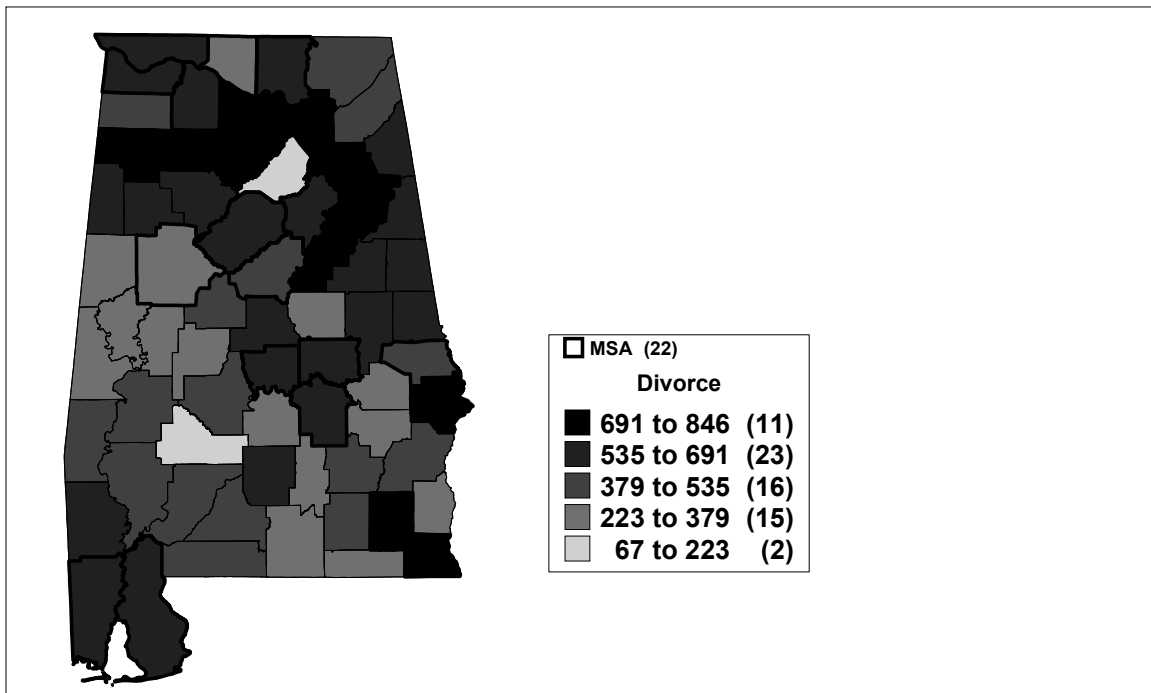 MSA (22)
Divorce
691 to 846 (11)
535 to 691 (23)
379 to 535 (16)
223 to 379 (15)
67 to 223 (2)